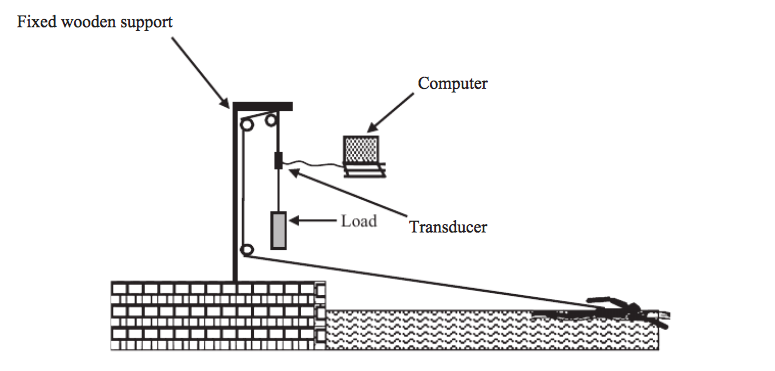 Fixed wooden support
Computer
Load
Transducer